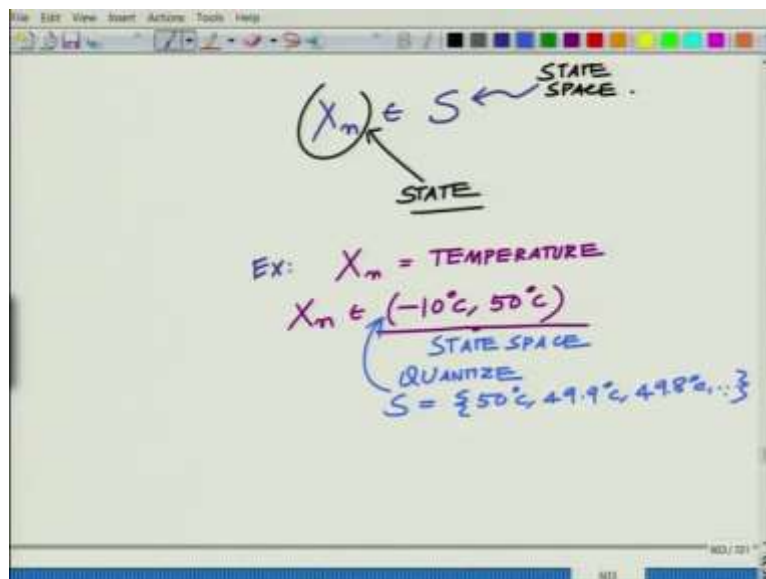 File Edit View Insert Actions Tools Help
STATE
SPACE.
Xn ∈ S
STATE
Ex: Xn = TEMPERATURE
Xn ∈ (-10°C, 50°C)
STATE SPACE
QUANTIZE
S = {50°C, 49.9°C, 49.8°C, ...}